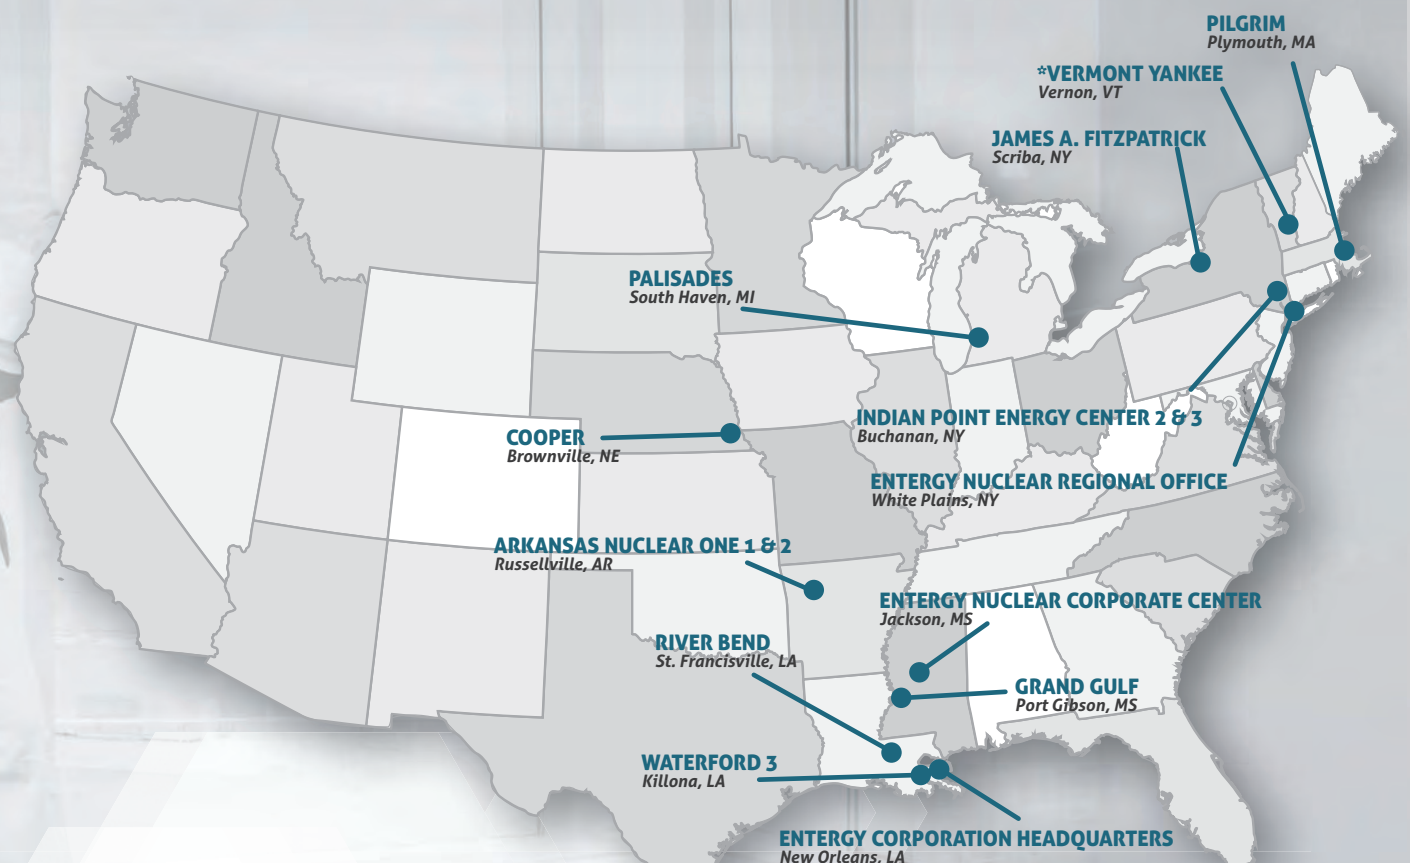 PILGRIM
Plymouth, MA
*VERMONT YANKEE
Vernon, VT
JAMES A. FITZPATRICK
Scriba, NY
PALISADES
South Haven, MI
INDIAN POINT ENERGY CENTER 2 & 3
Buchanan, NY
COOPER
Brownville, NE
ENTERGY NUCLEAR REGIONAL OFFICE
White Plains, NY
ARKANSAS NUCLEAR ONE 1 & 2
Russellville, AR
ENTERGY NUCLEAR CORPORATE CENTER
Jackson, MS
RIVER BEND
St. Francisville, LA
GRAND GULF
Port Gibson, MS
WATERFORD 3
Killona, LA
ENTERGY CORPORATION HEADQUARTERS
New Orleans, LA